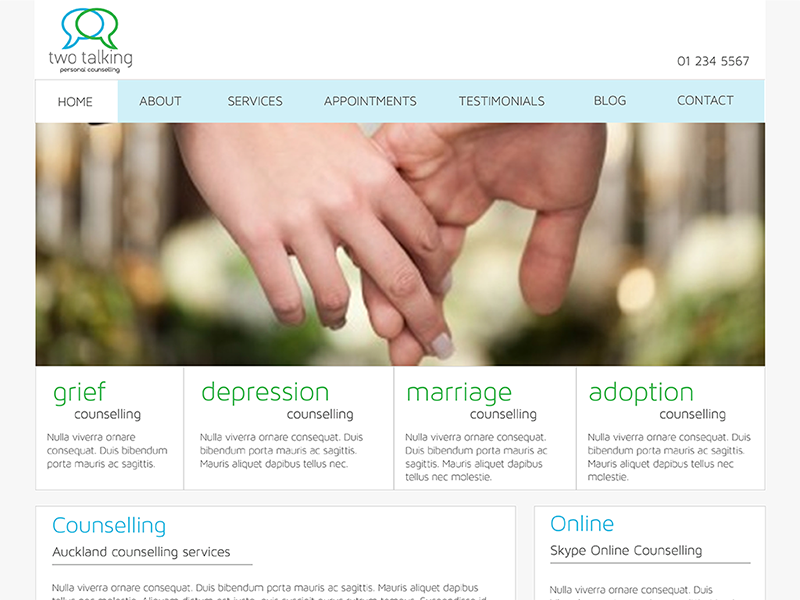 two talking
personal counselling
01 234 5567
HOME ABOUT SERVICES APPOINTMENTS TESTIMONIALS BLOG CONTACT
grief
counselling
Nulla viverra ornare
consequat. Duis bibendum
porta mauris ac sagittis.
depression
counselling
Nulla viverra ornare consequat. Duis
bibendum porta mauris ac sagittis.
Mauris aliquet dapibus tellus nec.
marriage
counselling
Nulla viverra ornare consequat.
Duis bibendum porta mauris ac
sagittis. Mauris aliquet dapibus
tellus nec molestie.
adoption
counselling
Nulla viverra ornare consequat. Duis
bibendum porta mauris ac sagittis.
Mauris aliquet dapibus tellus nec
molestie.
Counselling
Auckland counselling services
Nulla viverra ornare consequat. Duis bibendum porta mauris ac sagittis. Mauris aliquet dapibus
Online
Skype Online Counselling
Nulla viverra ornare consequat. Duis